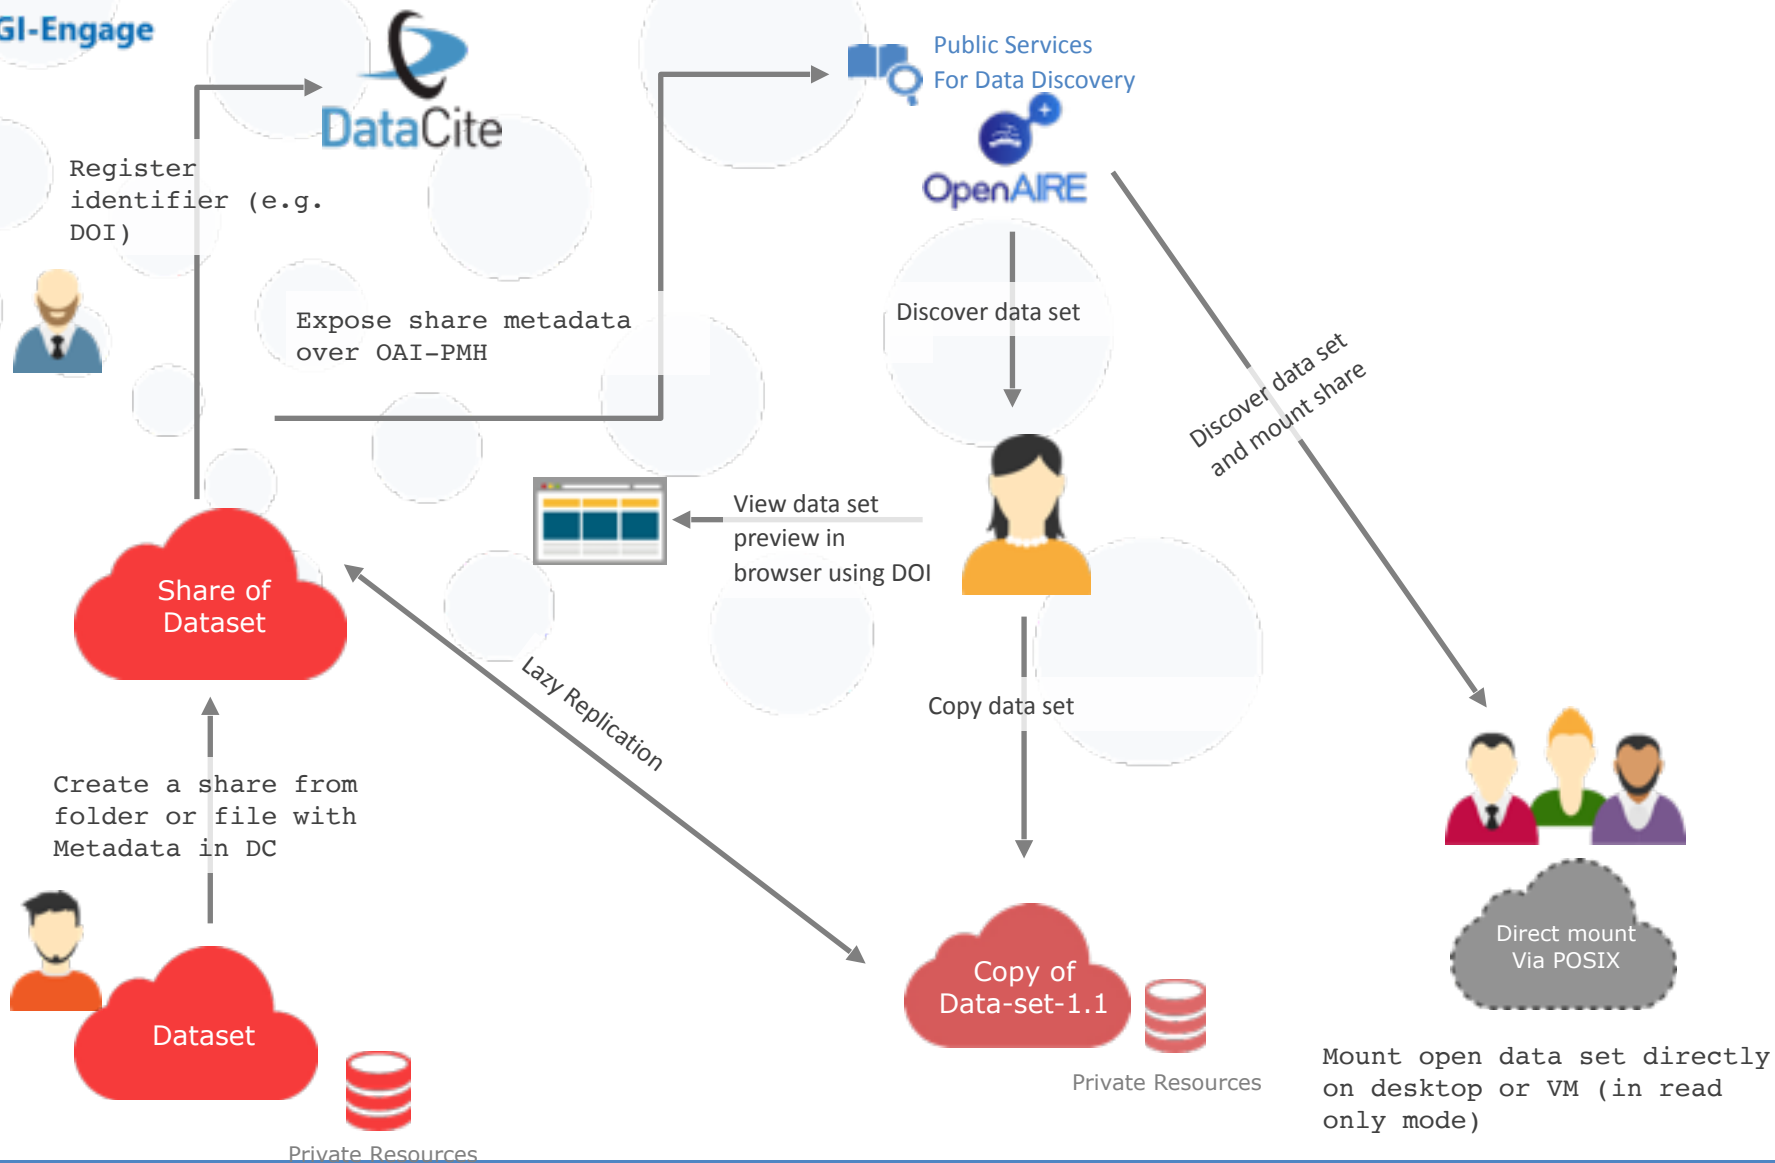 GI-Engage
DataCite
Public Services
For Data Discovery
OpenAIRE
Register
identifier (e.g.
DOI)
Expose share metadata
over OAI-PMH
Discover data set
Discover data set
and mount share
View data set
preview in
browser using DOI
Share of
Dataset
Lazy Replication
Copy data set
Create a share from
folder or file with
Metadata in DC
Dataset
Private Resources
Copy of
Data-set-1.1
Private Resources
Direct mount
Via POSIX
Mount open data set directly
on desktop or VM (in read
only mode)